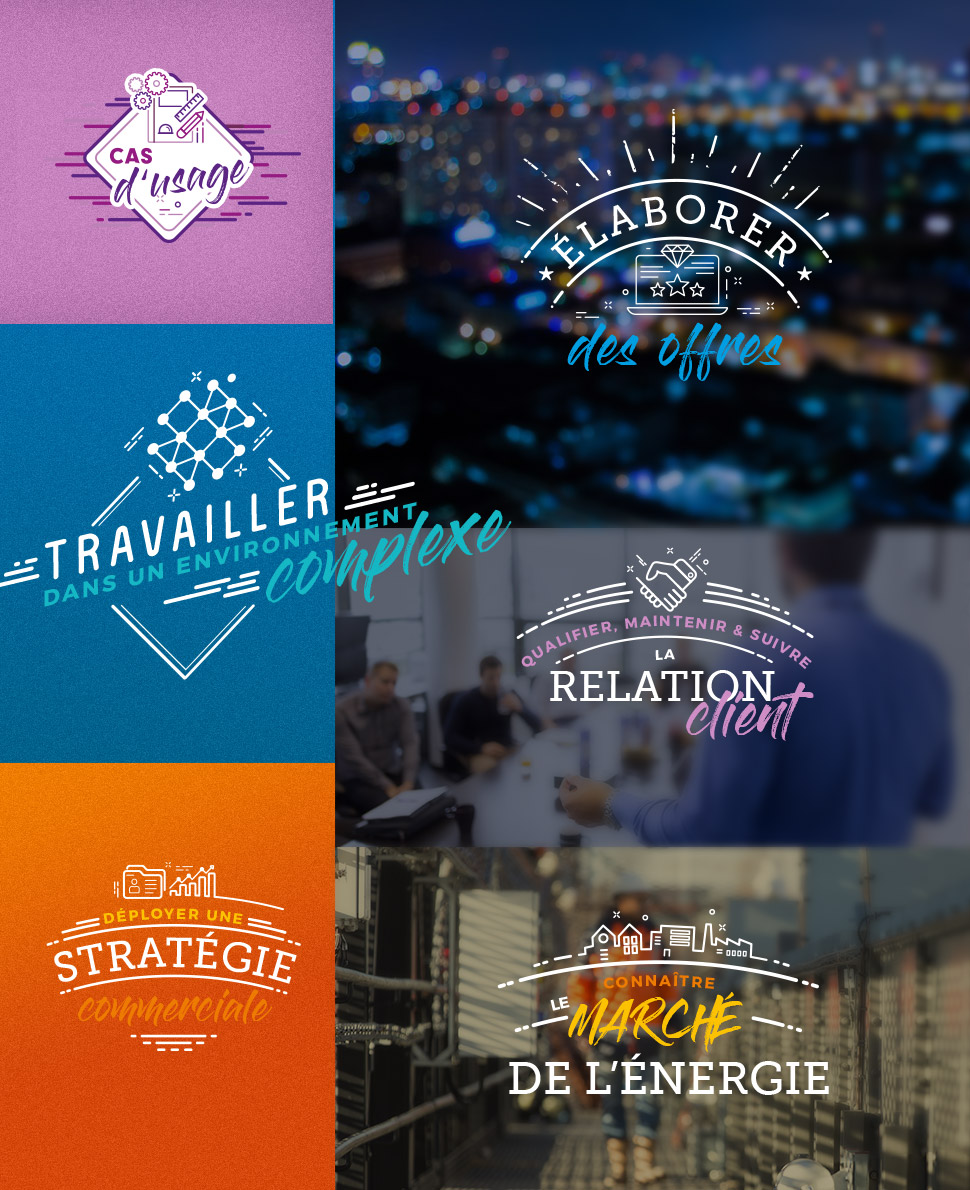 CAS
d'usage
ÉLABORER
des offres
TRAVAILLER
DANS UN ENVIRONNEMENT
complexe
QUALIFIER, MAINTENIR & SUIVRE
LA
RELATION
client
DÉPLOYER UNE
STRATÉGIE
commerciale
CONNAÎTRE
LE MARCHÉ
DE L'ÉNERGIE